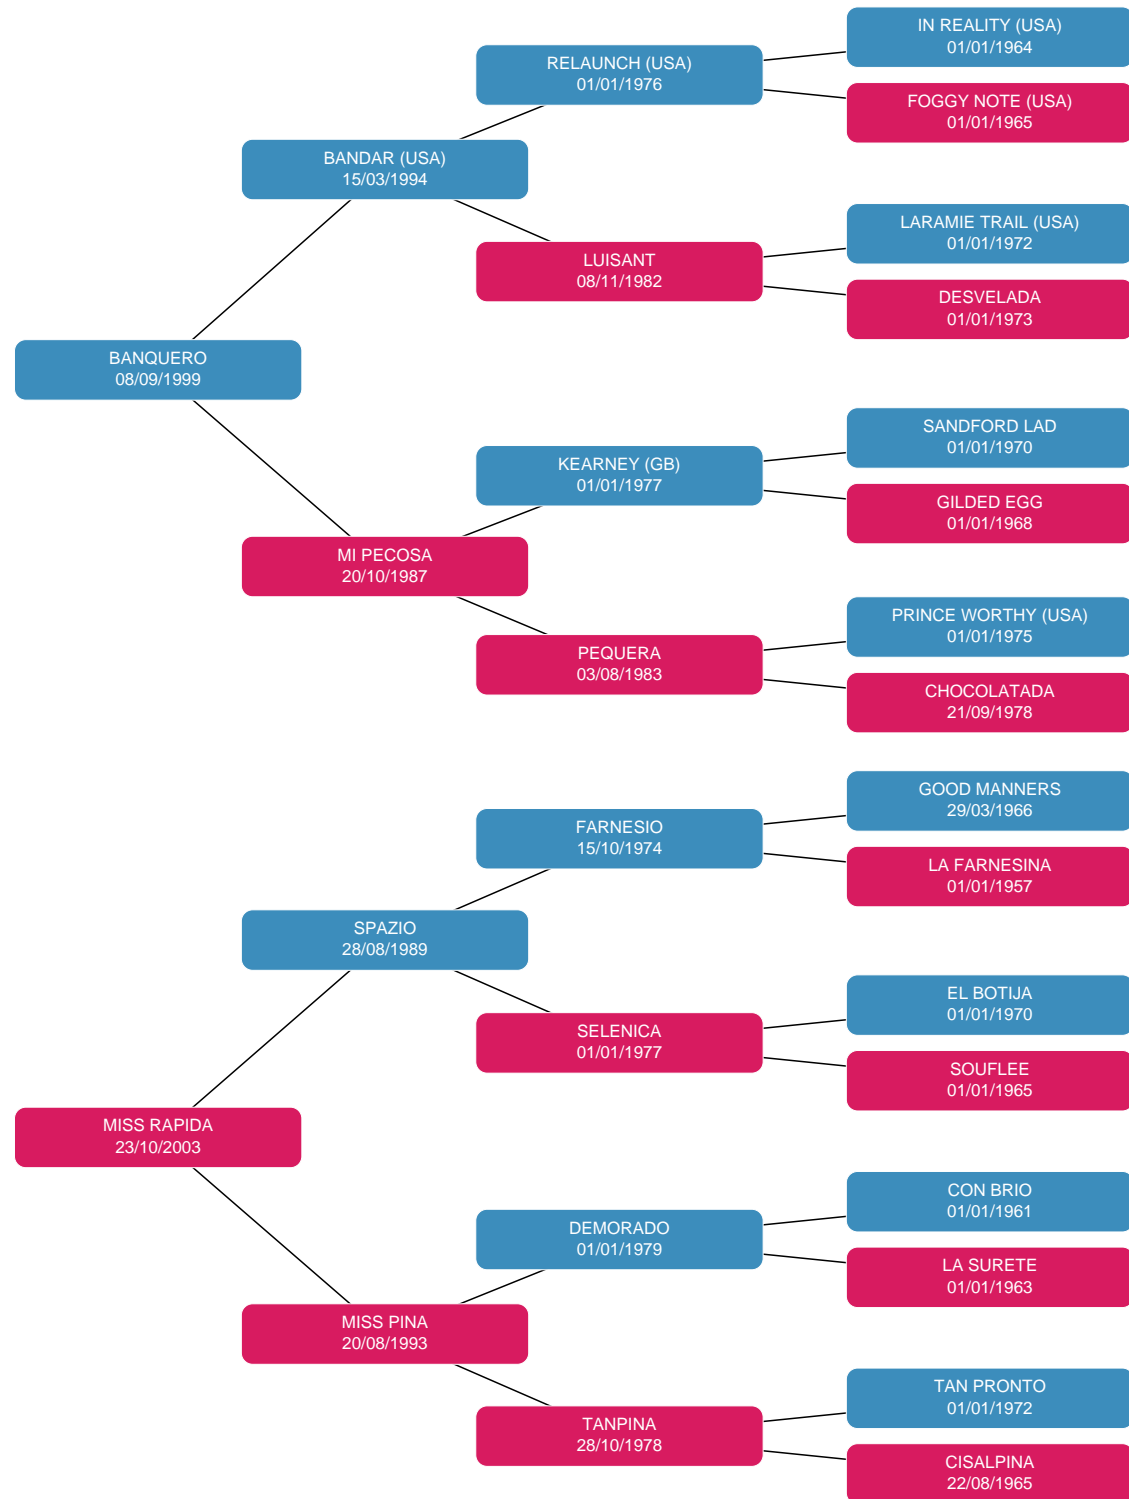 IN REALITY (USA)
01/01/1964
RELAUNCH (USA)
01/01/1976
FOGGY NOTE (USA)
01/01/1965
BANDAR (USA)
15/03/1994
LARAMIE TRAIL (USA)
01/01/1972
LUISANT
08/11/1982
DESVELADA
01/01/1973
BANQUERO
08/09/1999
SANDFORD LAD
01/01/1970
KEARNEY (GB)
01/01/1977
GILDED EGG
01/01/1968
MI PECOSA
20/10/1987
PRINCE WORTHY (USA)
01/01/1975
PEQUERA
03/08/1983
CHOCOLATADA
21/09/1978
GOOD MANNERS
29/03/1966
FARNESIO
15/10/1974
LA FARNESINA
01/01/1957
SPAZIO
28/08/1989
EL BOTIJA
01/01/1970
SELENICA
01/01/1977
SOUFLEE
01/01/1965
MISS RAPIDA
23/10/2003
CON BRIO
01/01/1961
DEMORADO
01/01/1979
LA SURETE
01/01/1963
MISS PINA
20/08/1993
TAN PRONTO
01/01/1972
TANPINA
28/10/1978
CISALPINA
22/08/1965